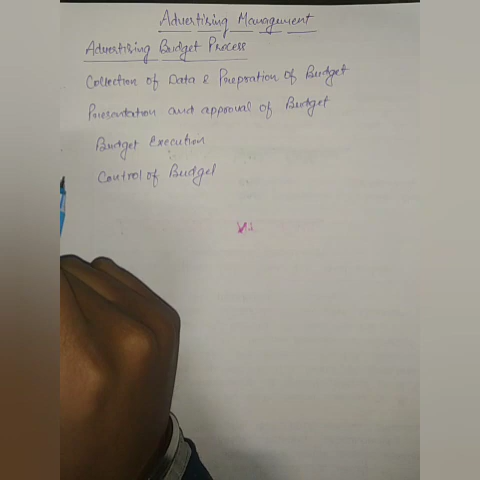 Advertising Management
Advertising Budget Process
Collection of Data & Prepration of Budget
Presentation and approval of Budget
Budget Execution
Control of Budget